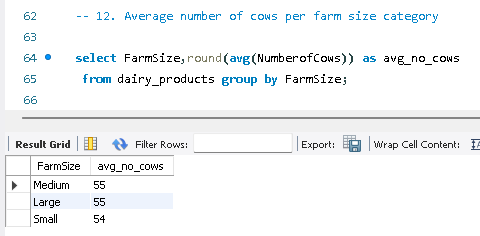 62 -- 12. Average number of cows per farm size category
63
64 select FarmSize,round(avg(NumberofCows)) as avg_no_cows
65 from dairy_products group by FarmSize;
66
Result Grid Filter Rows: Export: Wrap Cell Content:
FarmSize avg_no_cows
Medium 55
Large 55
Small 54